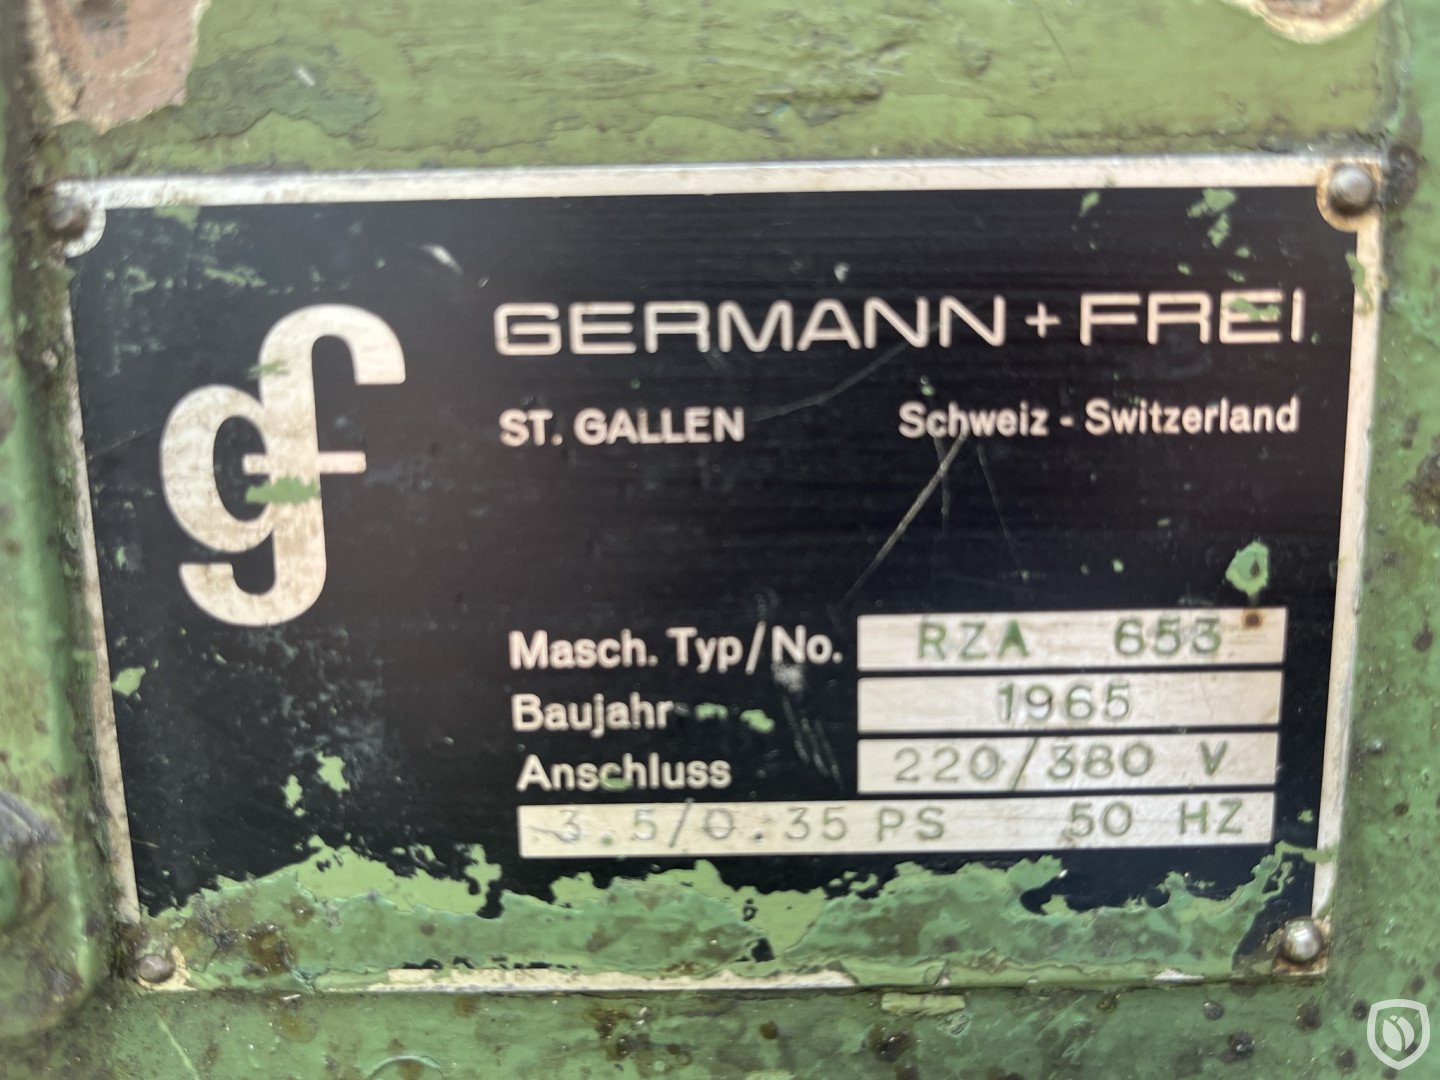 gf
GERMANN + FREI
ST. GALLEN Schweiz - Switzerland
Masch. Typ/No. RZA 653
Baujahr 1965
Anschluss 220/380 V
3.5/0.35 PS 50 HZ